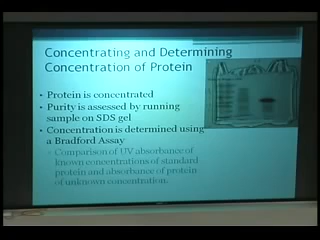 Concentrating and Determining
Concentration of Protein
• Protein is concentrated
• Purity is assessed by running
sample on SDS gel
• Concentration is determined using
a Bradford Assay
Comparison of UV absorbance of
known concentrations of standard
protein and absorbance of protein
of unknown concentration.